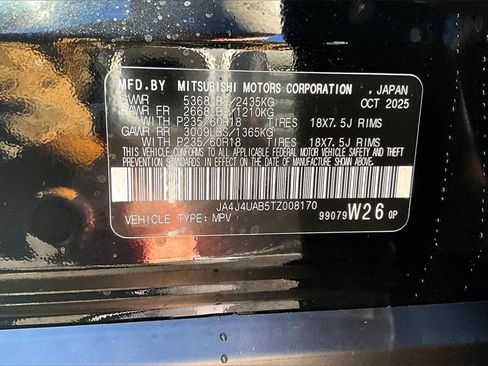 MFD.BY MITSUBISHI MOTORS CORPORATION , JAPAN
GVWR 5368LBS/2435KG OCT 2025
GAWR FR 2668LBS/1210KG
WITH P235/60R18 TIRES 18X7.5J RIMS
GAWR RR 3009LBS/1365KG
WITH P235/60R18 TIRES 18X7.5J RIMS
THIS VEHICLE CONFORMS TO ALL APPLICABLE FEDERAL MOTOR VEHICLE SAFETY AND THEFT
PREVENTION STANDARDS IN EFFECT ON THE DATE OF MANUFACTURE SHOWN ABOVE.
JA4J4UAB5TZ008170
VEHICLE TYPE: MPV 99079 W26 0P